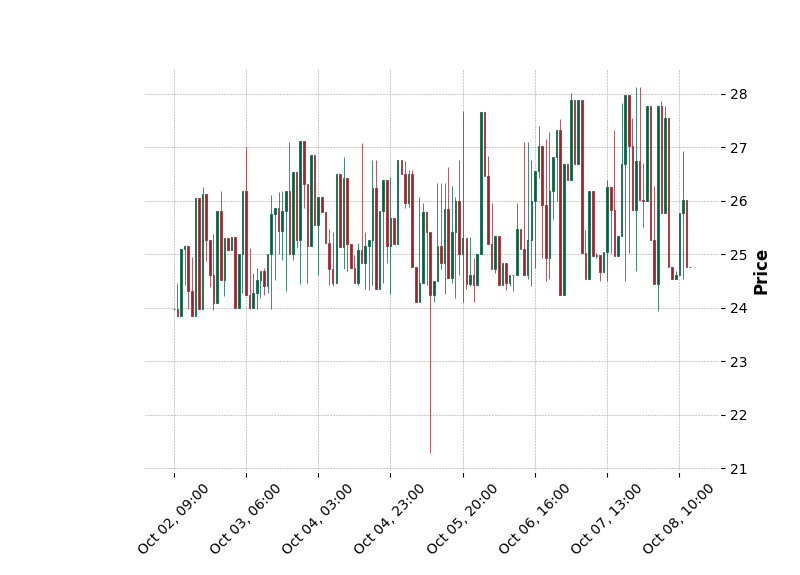 28
27
26
25
24
23
22
21
Price
Oct 02, 09:00
Oct 03, 06:00
Oct 04, 03:00
Oct 04, 23:00
Oct 05, 20:00
Oct 06, 16:00
Oct 07, 13:00
Oct 08, 10:00